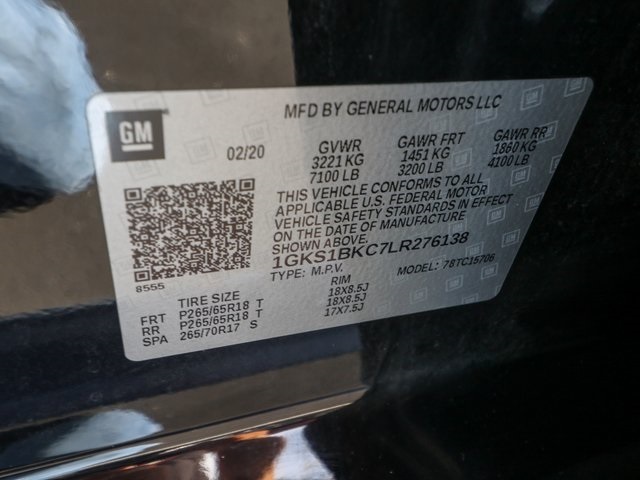 MFD BY GENERAL MOTORS LLC
GM
02/20
GVWR GAWR FRT GAWR RR
3221 KG 1451 KG 1860 KG
7100 LB 3200 LB 4100 LB
THIS VEHICLE CONFORMS TO ALL
APPLICABLE U.S. FEDERAL MOTOR
VEHICLE SAFETY STANDARDS IN EFFECT
ON THE DATE OF MANUFACTURE
SHOWN ABOVE.
1GKS1BKC7LR276138
TYPE: M.P.V. MODEL: 7BTC15706
8555
TIRE SIZE RIM
FRT P265/65R18 T 18X8.5J
RR P265/65R18 T 18X8.5J
SPA 265/70R17 S 17X7.5J